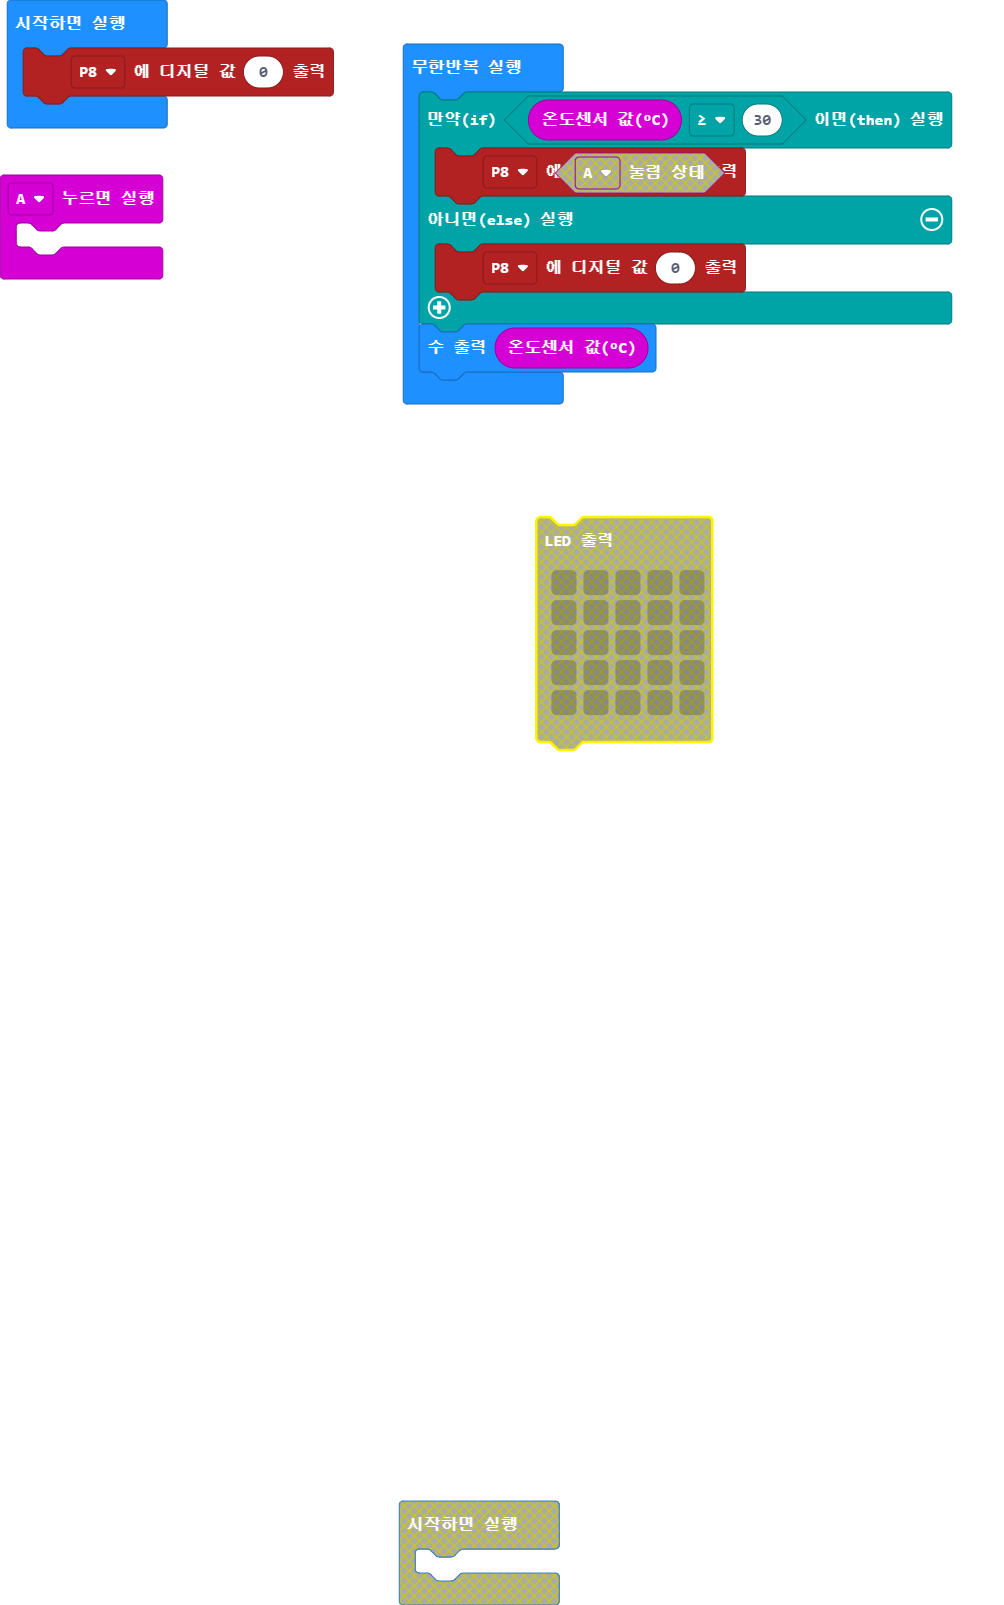 시작하면 실행
P8 에 디지털 값 0 출력
A 누르면 실행
무한반복 실행
만약(if) 온도센서 값(ºC) ≥ 30 이면(then) 실행
P8 에 A 눌림 상태 력
아니면(else) 실행
P8 에 디지털 값 0 출력
수 출력 온도센서 값(ºC)
LED 출력
시작하면 실행